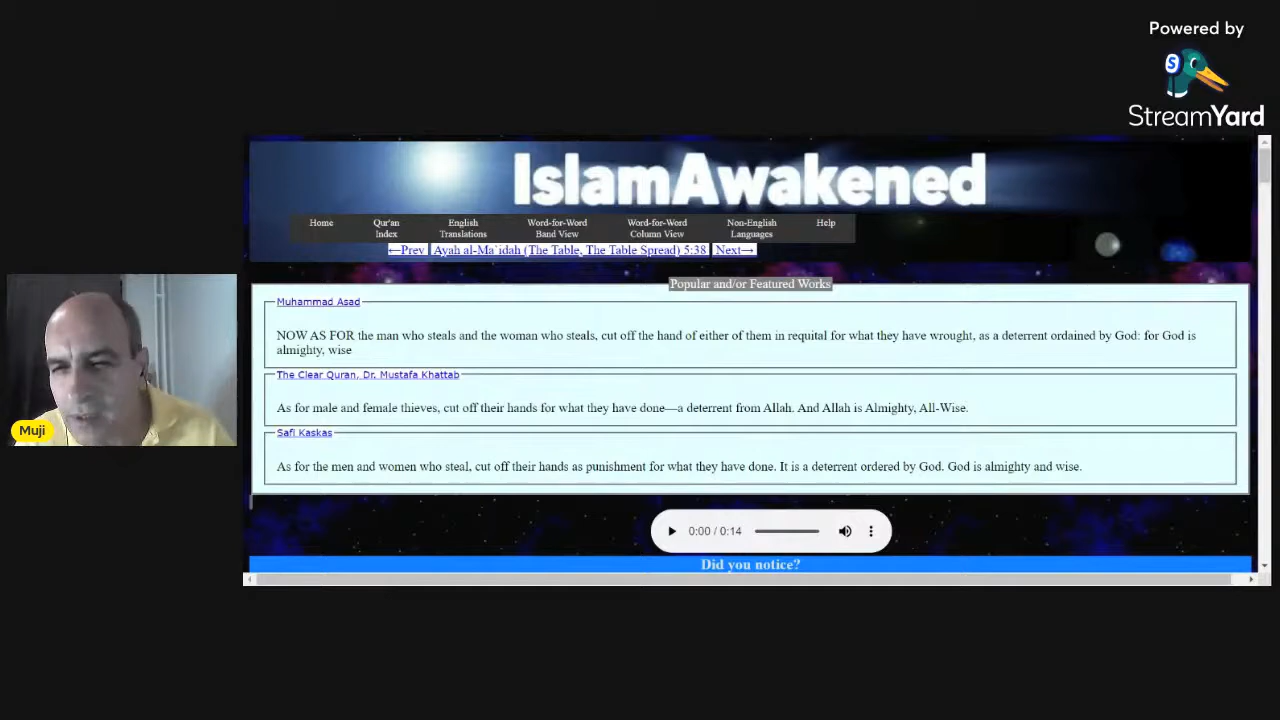 Powered by
StreamYard
IslamAwakened
Home
Qur'an Index
English Translations
Word-for-Word Band View
Word-for-Word Column View
Non-English Languages
Help
←Prev | Ayah al-Ma`idah (The Table, The Table Spread) 5:38 | Next→
Popular and/or Featured Works
Muhammad Asad
NOW AS FOR the man who steals and the woman who steals, cut off the hand of either of them in requital for what they have wrought, as a deterrent ordained by God: for God is
almighty, wise
The Clear Quran, Dr. Mustafa Khattab
As for male and female thieves, cut off their hands for what they have done—a deterrent from Allah. And Allah is Almighty, All-Wise.
Safi Kaskas
As for the men and women who steal, cut off their hands as punishment for what they have done. It is a deterrent ordered by God. God is almighty and wise.
Muji
0:00 / 0:14
Did you notice?